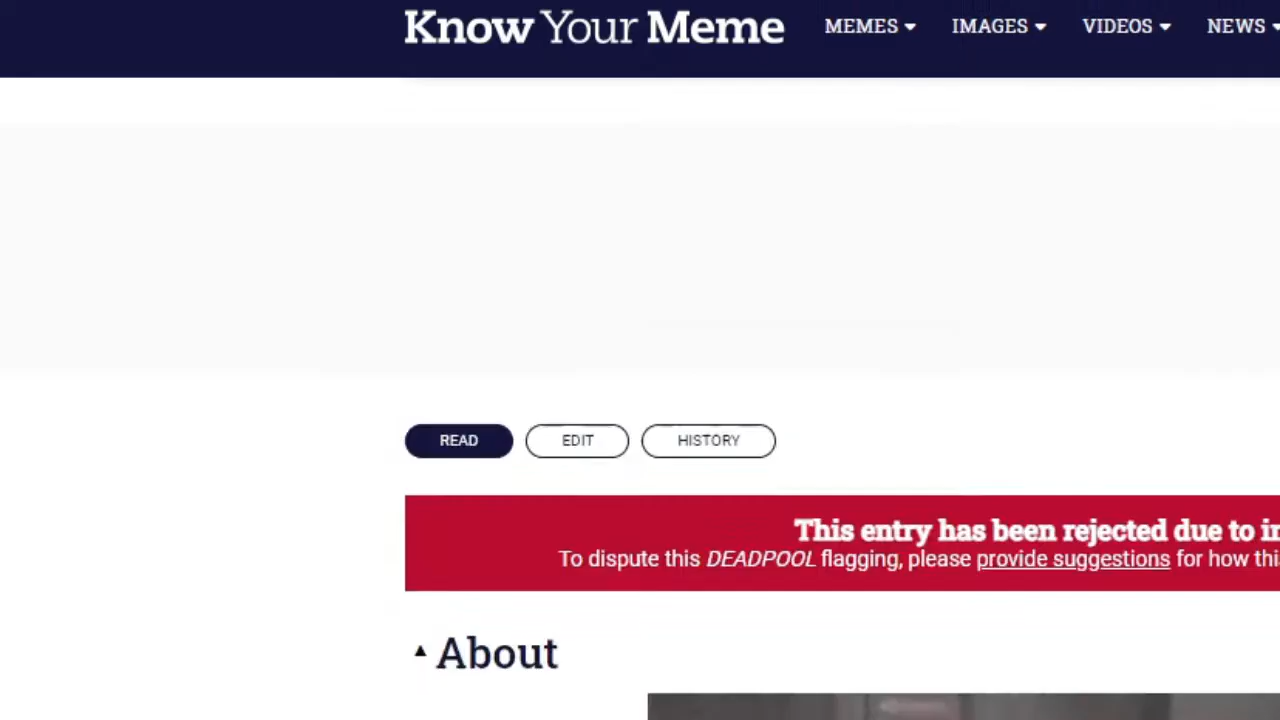 Know Your Meme MEMES IMAGES VIDEOS NEWS
READ EDIT HISTORY
This entry has been rejected due to
To dispute this DEADPOOL flagging, please provide suggestions for how
About